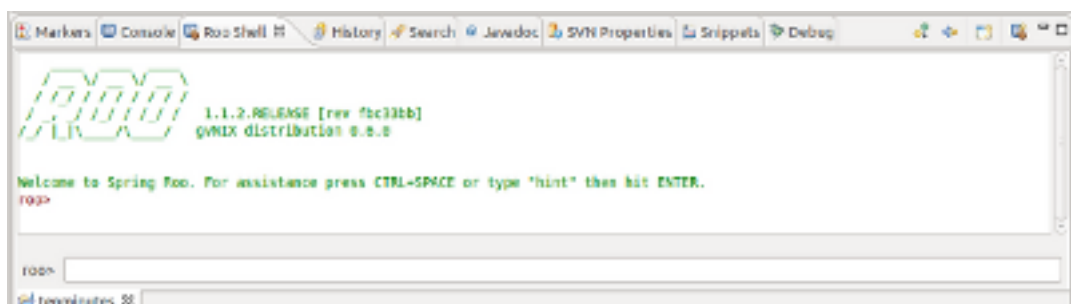 Markers Console Roo Shell History Search Javadoc SVN Properties Snippets Debug
ROO 1.1.2.RELEASE [rev fbc33bb]
gvNIX distribution 0.6.0
Welcome to Spring Roo. For assistance press CTRL+SPACE or type "hint" then hit ENTER.
roo>
roo>